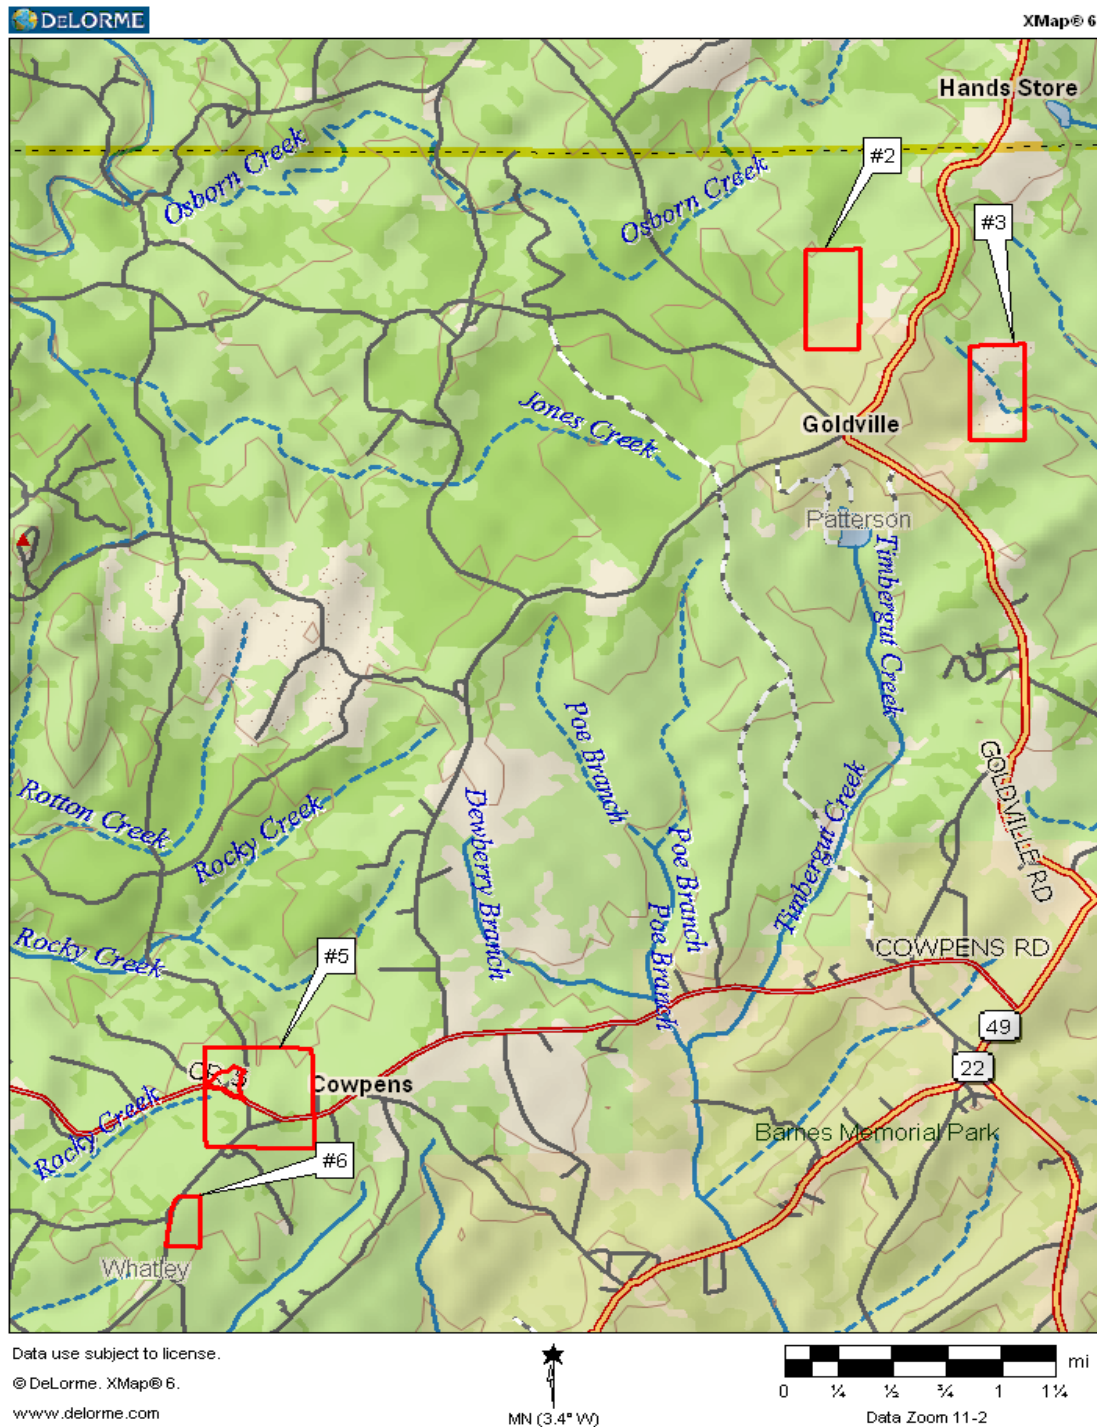 DELORME
XMap® 6
Hands Store
Osborn Creek
#2
Osborn Creek
#3
Jones Creek
Goldville
Patterson
Timbergut Creek
Poe Branch
GOLDVILLE RD
Rotton Creek
Rocky Creek
Dewberry Branch
Timbergut Creek
Poe Branch
Poe Branch
Rocky Creek
#5
COWPENS RD
49
22
CR 3
Cowpens
Rocky Creek
Barnes Memorial Park
#6
Whatley
Data use subject to license.
© DeLorme. XMap® 6.
www.delorme.com
MN (3.4° W)
mi
0 ¼ ½ ¾ 1 1¼
Data Zoom 11-2